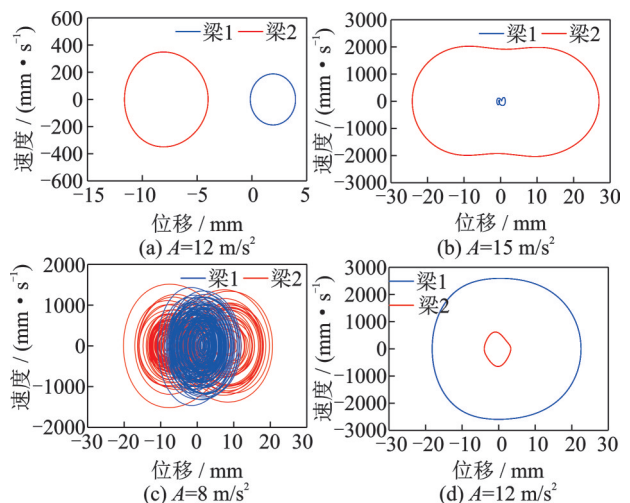 梁1 梁2
速度 / (mm·s⁻¹)
600
400
200
0
−200
−400
−600
−15 −10 −5 0 5
位移 / mm
(a) A=12 m/s²
梁1 梁2
速度 / (mm·s⁻¹)
3000
2000
1000
0
−1000
−2000
−3000
−30 −20 −10 0 10 20 30
位移 / mm
(b) A=15 m/s²
梁1 梁2
速度 / (mm·s⁻¹)
2000
1000
0
−1000
−2000
−30 −20 −10 0 10 20 30
位移 / mm
(c) A=8 m/s²
梁1
梁2
速度 / (mm·s⁻¹)
3000
2000
1000
0
−1000
−2000
−3000
−30 −20 −10 0 10 20 30
位移 / mm
(d) A=12 m/s²